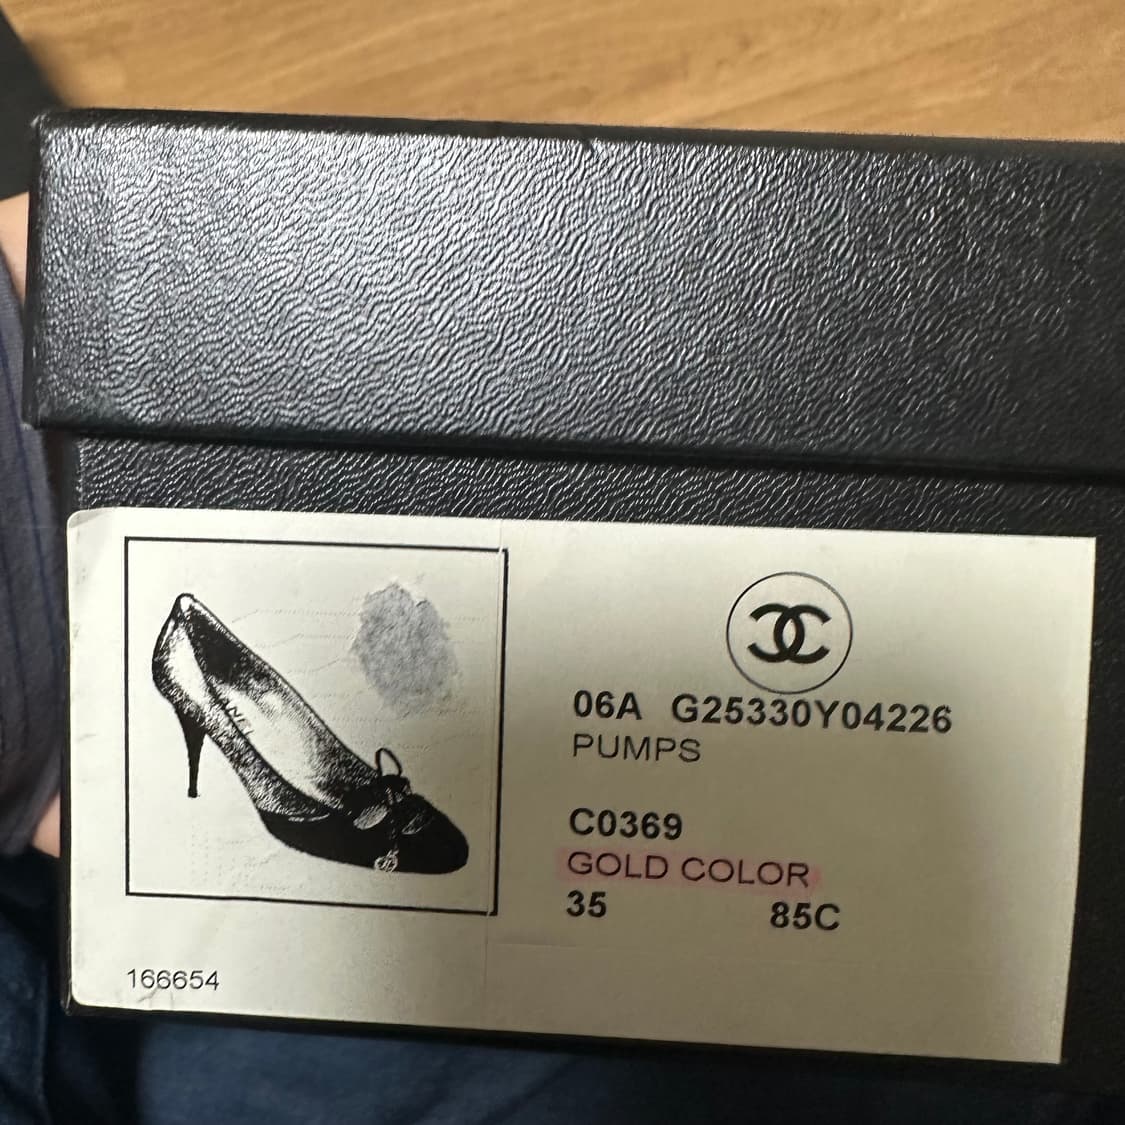 06A G25330Y04226
PUMPS
C0369
GOLD COLOR
35 85C
166654